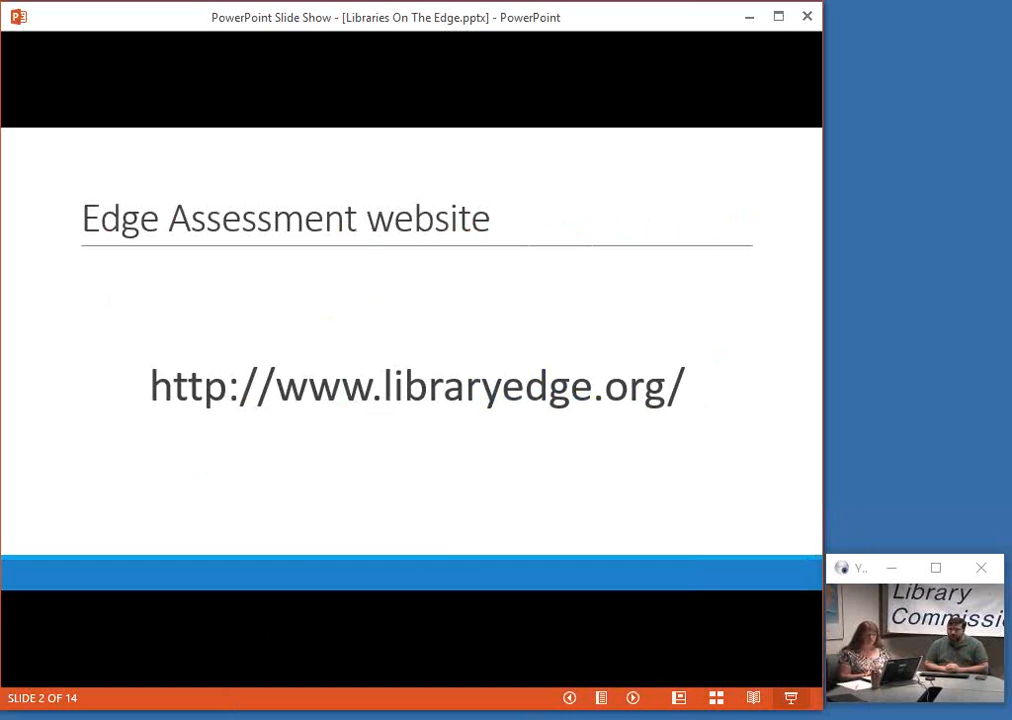 PowerPoint Slide Show - [Libraries On The Edge.pptx] - PowerPoint
Edge Assessment website
http://www.libraryedge.org/
Y..
Library
Commissio
SLIDE 2 OF 14